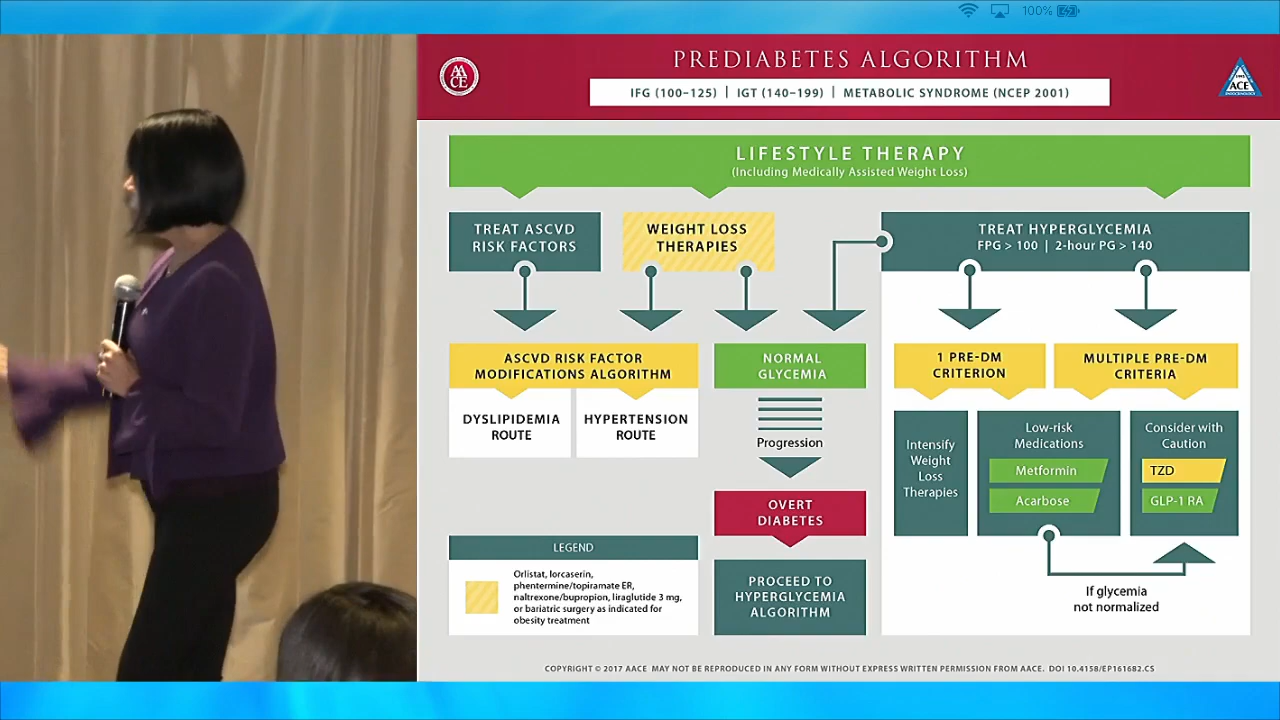 100%
PREDIABETES ALGORITHM
IFG (100–125) | IGT (140–199) | METABOLIC SYNDROME (NCEP 2001)
AACE
ACE
LIFESTYLE THERAPY
(Including Medically Assisted Weight Loss)
TREAT ASCVD
RISK FACTORS
WEIGHT LOSS
THERAPIES
TREAT HYPERGLYCEMIA
FPG > 100 | 2-hour PG > 140
ASCVD RISK FACTOR
MODIFICATIONS ALGORITHM
DYSLIPIDEMIA
ROUTE
HYPERTENSION
ROUTE
NORMAL
GLYCEMIA
Progression
OVERT
DIABETES
PROCEED TO
HYPERGLYCEMIA
ALGORITHM
1 PRE-DM
CRITERION
MULTIPLE PRE-DM
CRITERIA
Intensify
Weight
Loss
Therapies
Low-risk
Medications
Metformin
Acarbose
Consider with
Caution
TZD
GLP-1 RA
If glycemia
not normalized
LEGEND
Orlistat, lorcaserin,
phentermine/topiramate ER,
naltrexone/bupropion, liraglutide 3 mg,
or bariatric surgery as indicated for
obesity treatment
COPYRIGHT © 2017 AACE MAY NOT BE REPRODUCED IN ANY FORM WITHOUT EXPRESS WRITTEN PERMISSION FROM AACE. DOI 10.4158/EP161682.CS